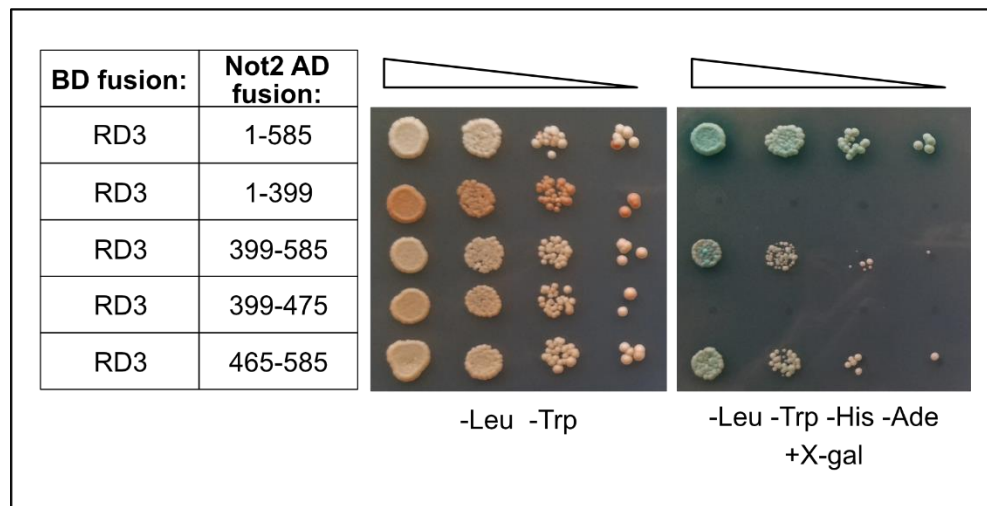 BD fusion: Not2 AD
fusion:
RD3 1-585
RD3 1-399
RD3 399-585
RD3 399-475
RD3 465-585
-Leu -Trp
-Leu -Trp -His -Ade
+X-gal